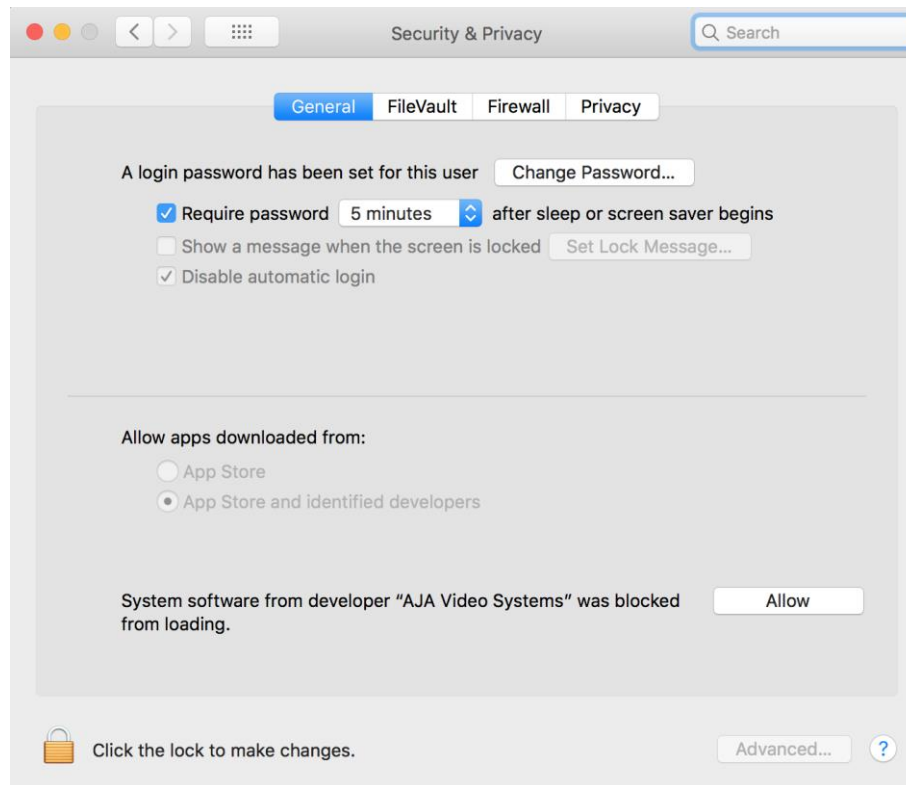 Security & Privacy
Search
General FileVault Firewall Privacy
A login password has been set for this user Change Password...
Require password 5 minutes after sleep or screen saver begins
Show a message when the screen is locked Set Lock Message...
Disable automatic login
Allow apps downloaded from:
App Store
App Store and identified developers
System software from developer “AJA Video Systems” was blocked Allow
from loading.
Click the lock to make changes. Advanced... ?